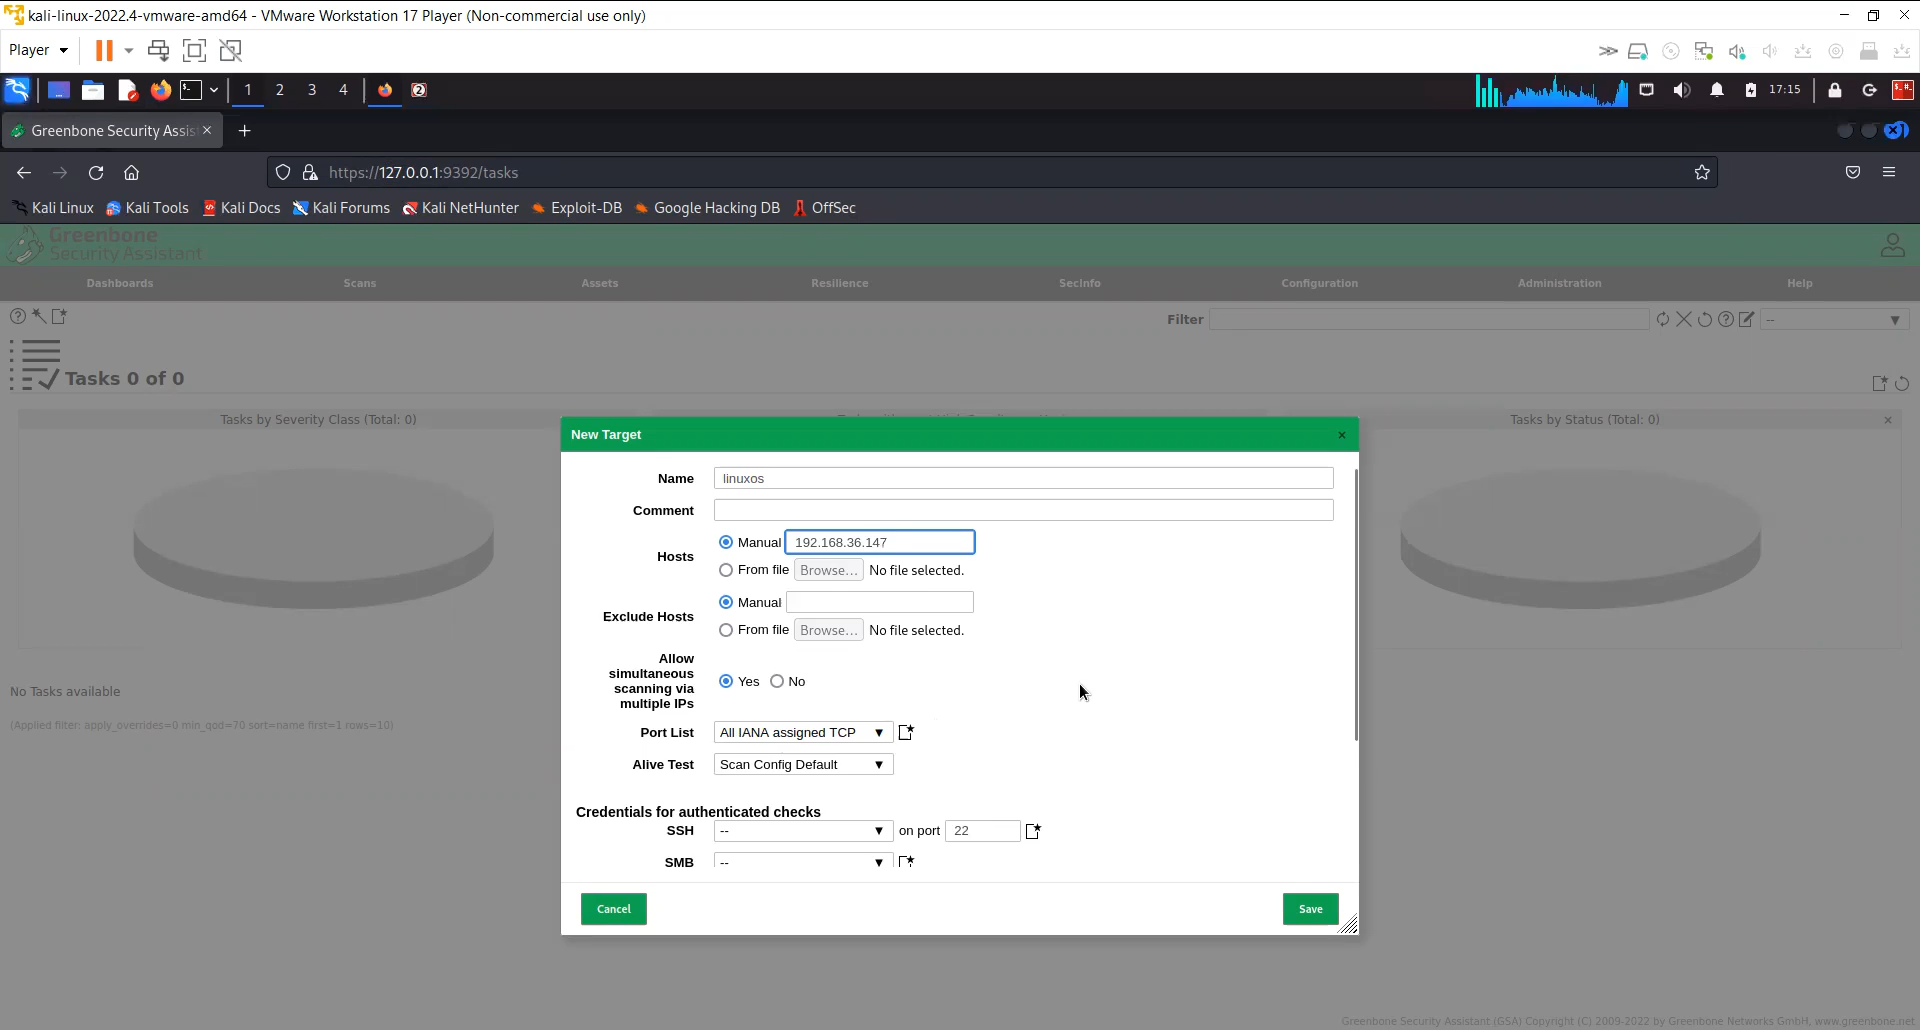 kali-linux-2022.4-vmware-amd64 - VMware Workstation 17 Player (Non-commercial use only)
Player
1 2 3 4
17:15
Greenbone Security Assis
https://127.0.0.1:9392/tasks
Kali Linux Kali Tools Kali Docs Kali Forums Kali NetHunter Exploit-DB Google Hacking DB OffSec
Greenbone
Security Assistant
Dashboards Scans Assets Resilience SecInfo Configuration Administration Help
Filter --
Tasks 0 of 0
Tasks by Severity Class (Total: 0) Tasks by Status (Total: 0)
New Target
Name linuxos
Comment
Hosts
Manual 192.168.36.147
From file Browse... No file selected.
Exclude Hosts
Manual
From file Browse... No file selected.
Allow
simultaneous
scanning via
multiple IPs
Yes No
Port List All IANA assigned TCP
Alive Test Scan Config Default
Credentials for authenticated checks
SSH -- on port 22
SMB --
Cancel Save
No Tasks available
(Applied filter: apply_overrides=0 min_qod=70 sort=name first=1 rows=10)
Greenbone Security Assistant (GSA) Copyright (C) 2009-2022 by Greenbone Networks GmbH, www.greenbone.net